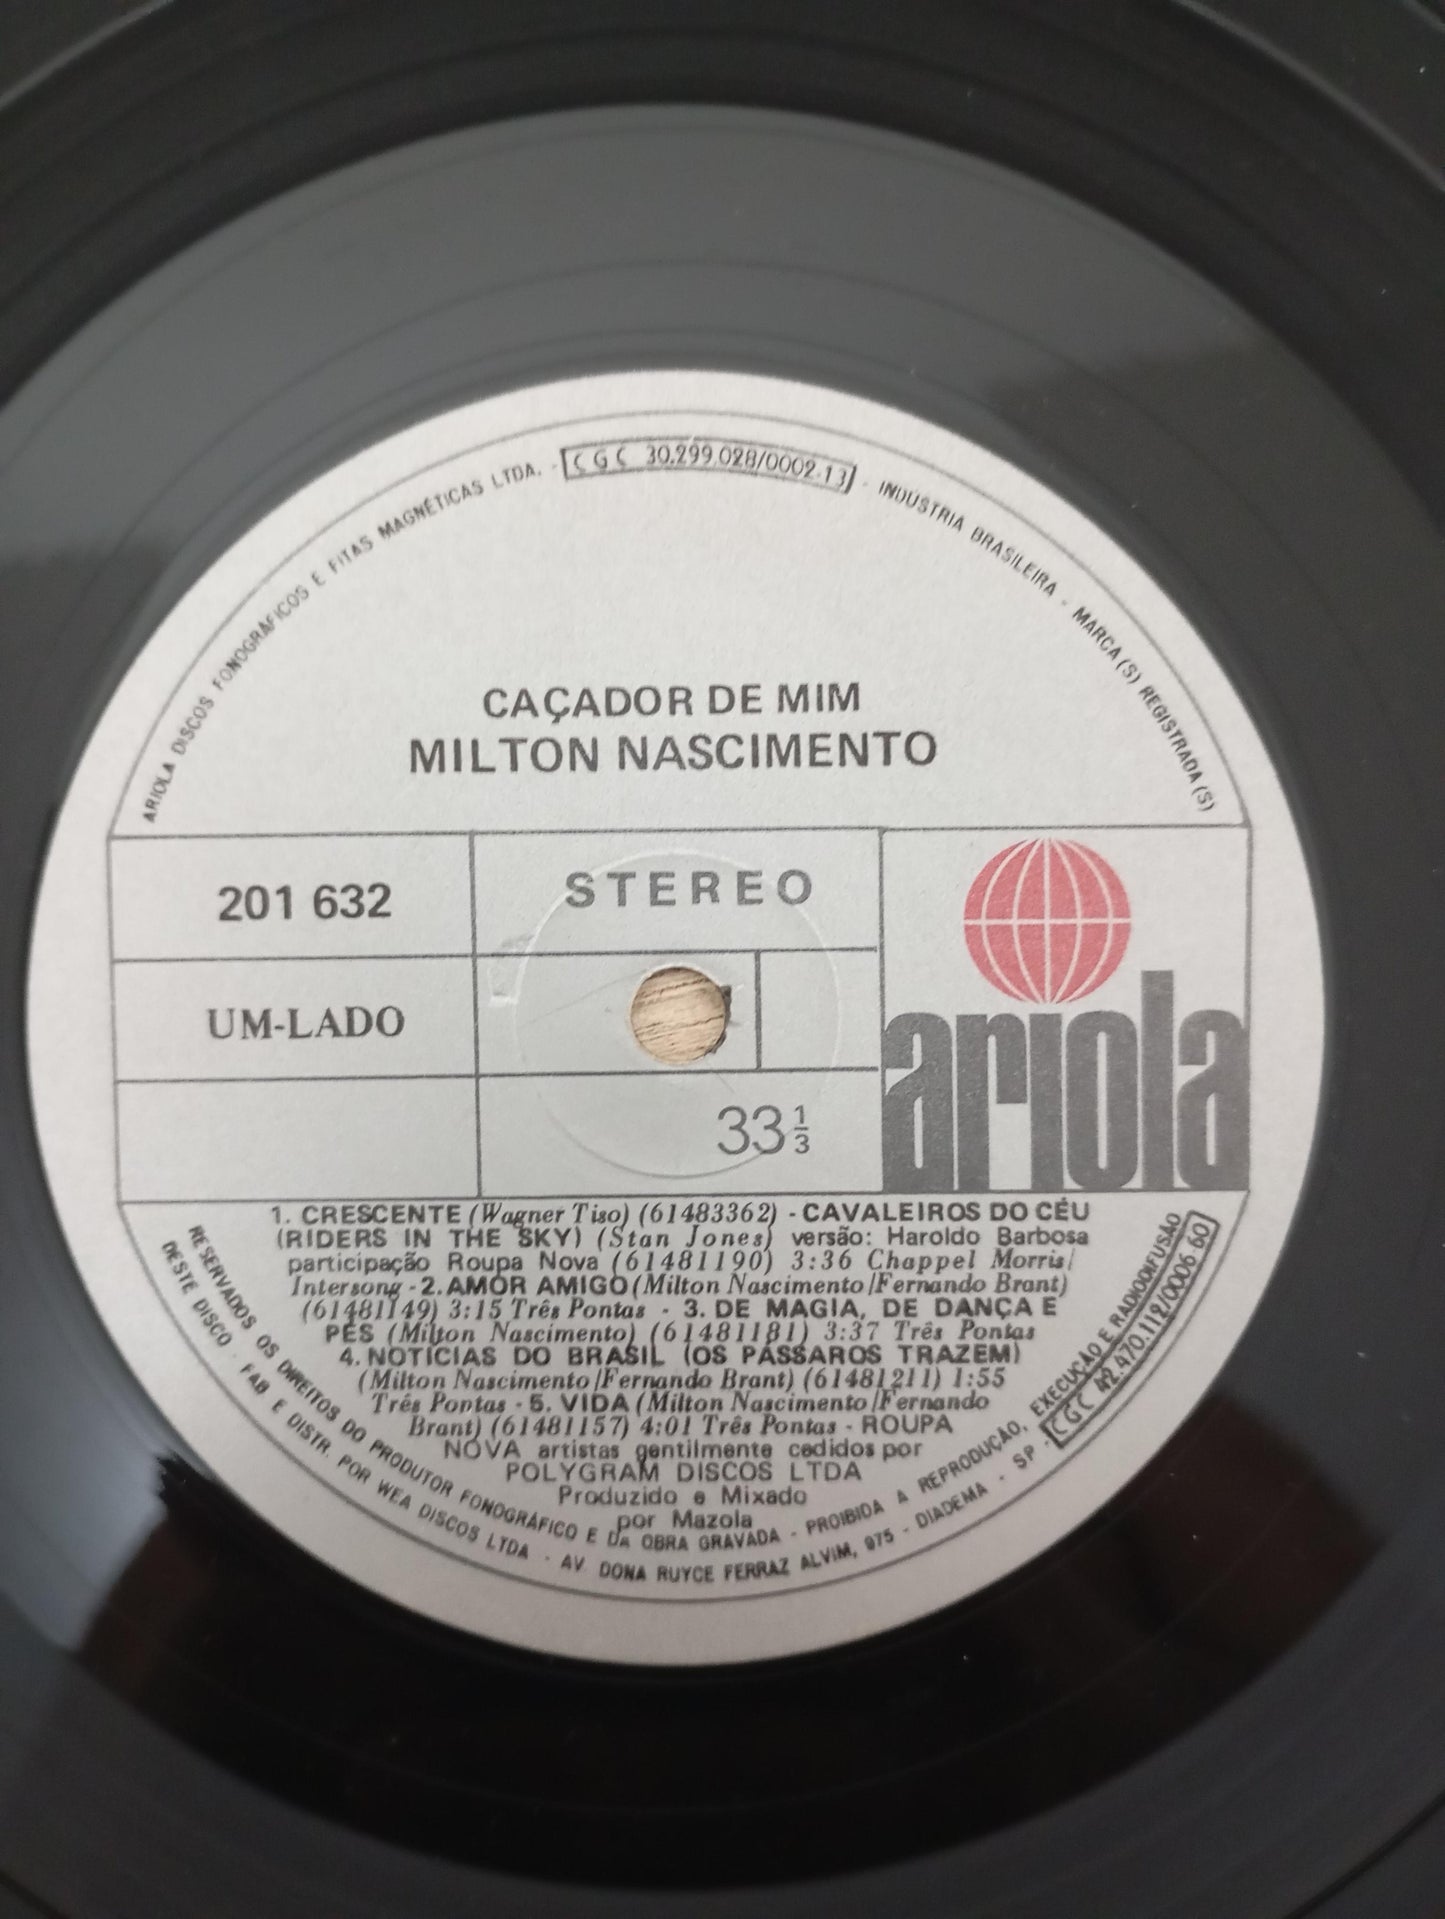 ARIOLA DISCOS FONOGRÁFICOS E FITAS MAGNÉTICAS LTDA. - CGC 30.299.028/0002-13 - INDÚSTRIA BRASILEIRA - MARCA(S) REGISTRADA(S)
CAÇADOR DE MIM
MILTON NASCIMENTO
201 632
STEREO
UM-LADO
33 1/3
ariola
1. CRESCENTE (Wagner Tiso) (61483362) - CAVALEIROS DO CÉU
(RIDERS IN THE SKY) (Stan Jones) versão: Haroldo Barbosa
participação Roupa Nova (61481190) 3:36 Chappel Morris/
Intersong - 2. AMOR AMIGO (Milton Nascimento/Fernando Brant)
(61481149) 3:15 Três Pontas - 3. DE MAGIA, DE DANÇA E
PÉS (Milton Nascimento) (61481181) 3:37 Três Pontas
4. NOTÍCIAS DO BRASIL (OS PÁSSAROS TRAZEM)
(Milton Nascimento/Fernando Brant) (61481211) 1:55
Três Pontas - 5. VIDA (Milton Nascimento/Fernando
Brant) (61481157) 4:01 Três Pontas - ROUPA
NOVA artistas gentilmente cedidos por
POLYGRAM DISCOS LTDA
Produzido e Mixado
por Mazola
RESERVADOS OS DIREITOS DO PRODUTOR FONOGRÁFICO E DA OBRA GRAVADA - PROIBIDA A REPRODUÇÃO, EXECUÇÃO E RADIODIFUSÃO
DESTE DISCO - FAB E DISTR. POR WEA DISCOS LTDA - AV DONA RUYCE FERRAZ ALVIM, 975 - DIADEMA - SP - CGC 42.470.112/0006-60